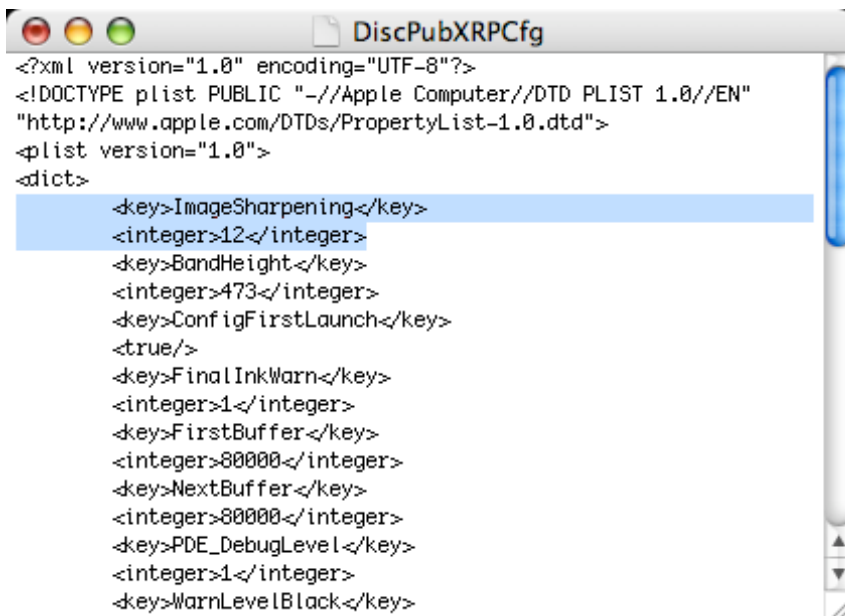 DiscPubXRPCfg
<?xml version="1.0" encoding="UTF-8"?>
<!DOCTYPE plist PUBLIC "-//Apple Computer//DTD PLIST 1.0//EN"
"http://www.apple.com/DTDs/PropertyList-1.0.dtd">
<plist version="1.0">
<dict>
<key>ImageSharpening</key>
<integer>12</integer>
<key>BandHeight</key>
<integer>473</integer>
<key>ConfigFirstLaunch</key>
<true/>
<key>FinalInkWarn</key>
<integer>1</integer>
<key>FirstBuffer</key>
<integer>80000</integer>
<key>NextBuffer</key>
<integer>80000</integer>
<key>PDE_DebugLevel</key>
<integer>1</integer>
<key>WarnLevelBlack</key>